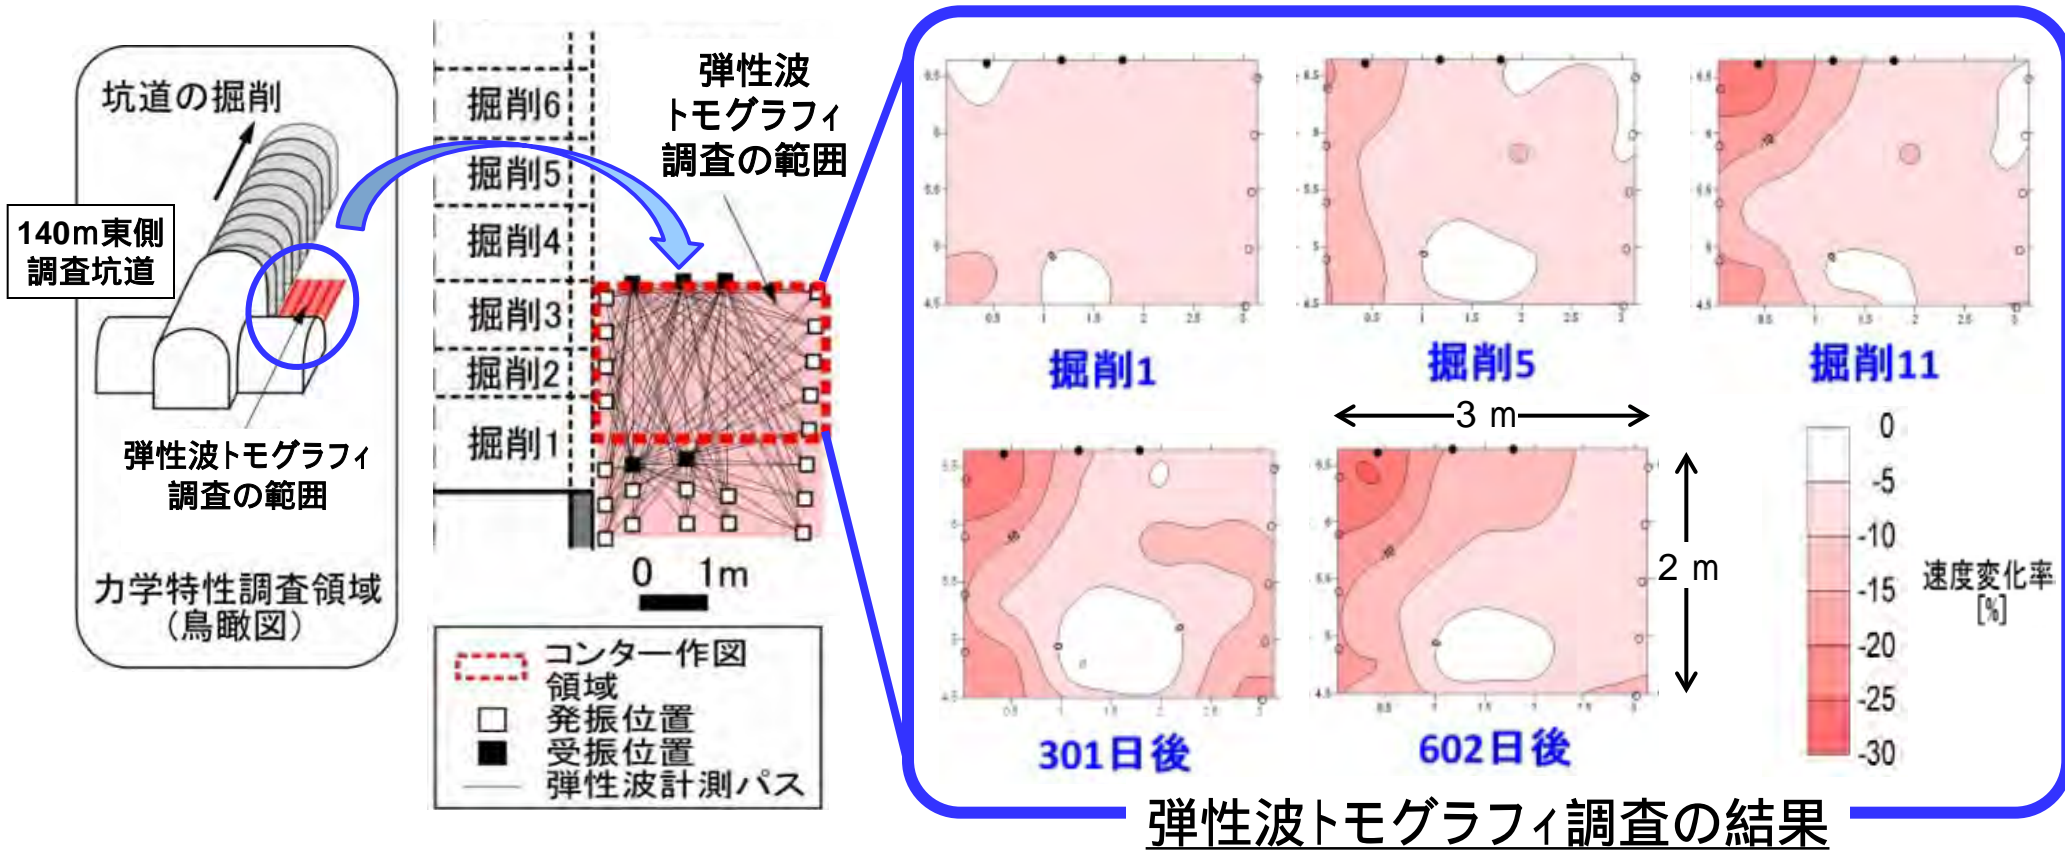 坑道の掘削
140m東側
調査坑道
弾性波トモグラフィ
調査の範囲
力学特性調査領域
(鳥瞰図)
掘削6
掘削5
掘削4
掘削3
掘削2
掘削1
弾性波
トモグラフィ
調査の範囲
0 1m
コンター作図
領域
発振位置
受振位置
弾性波計測パス
掘削1
掘削5
掘削11
3 m
2 m
301日後
602日後
0
-5
-10
-15
-20
-25
-30
速度変化率
[%]
弾性波トモグラフィ調査の結果